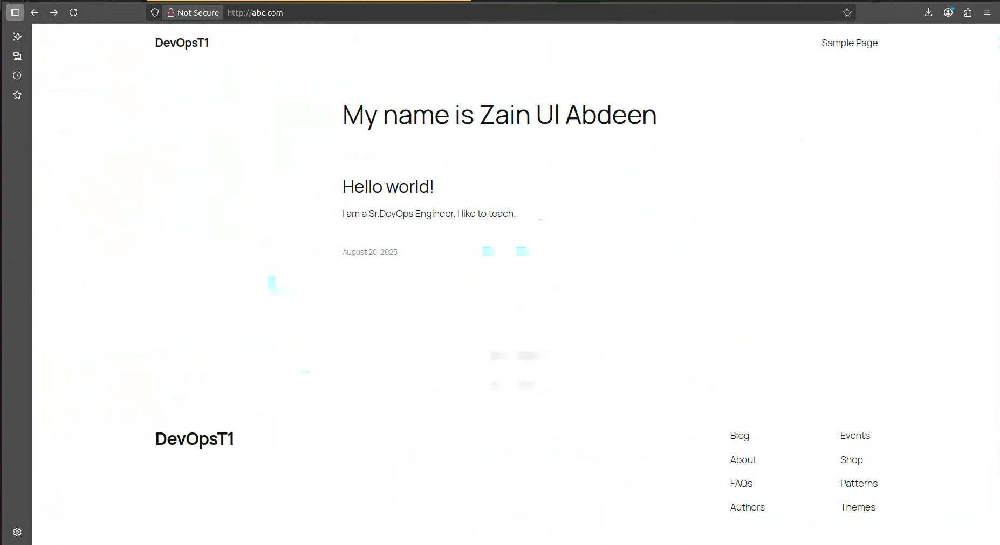 Not Secure http://abc.com
DevOpsT1
Sample Page
My name is Zain Ul Abdeen
Hello world!
I am a Sr.DevOps Engineer. I like to teach.
August 20, 2025
DevOpsT1
Blog
About
FAQs
Authors
Events
Shop
Patterns
Themes